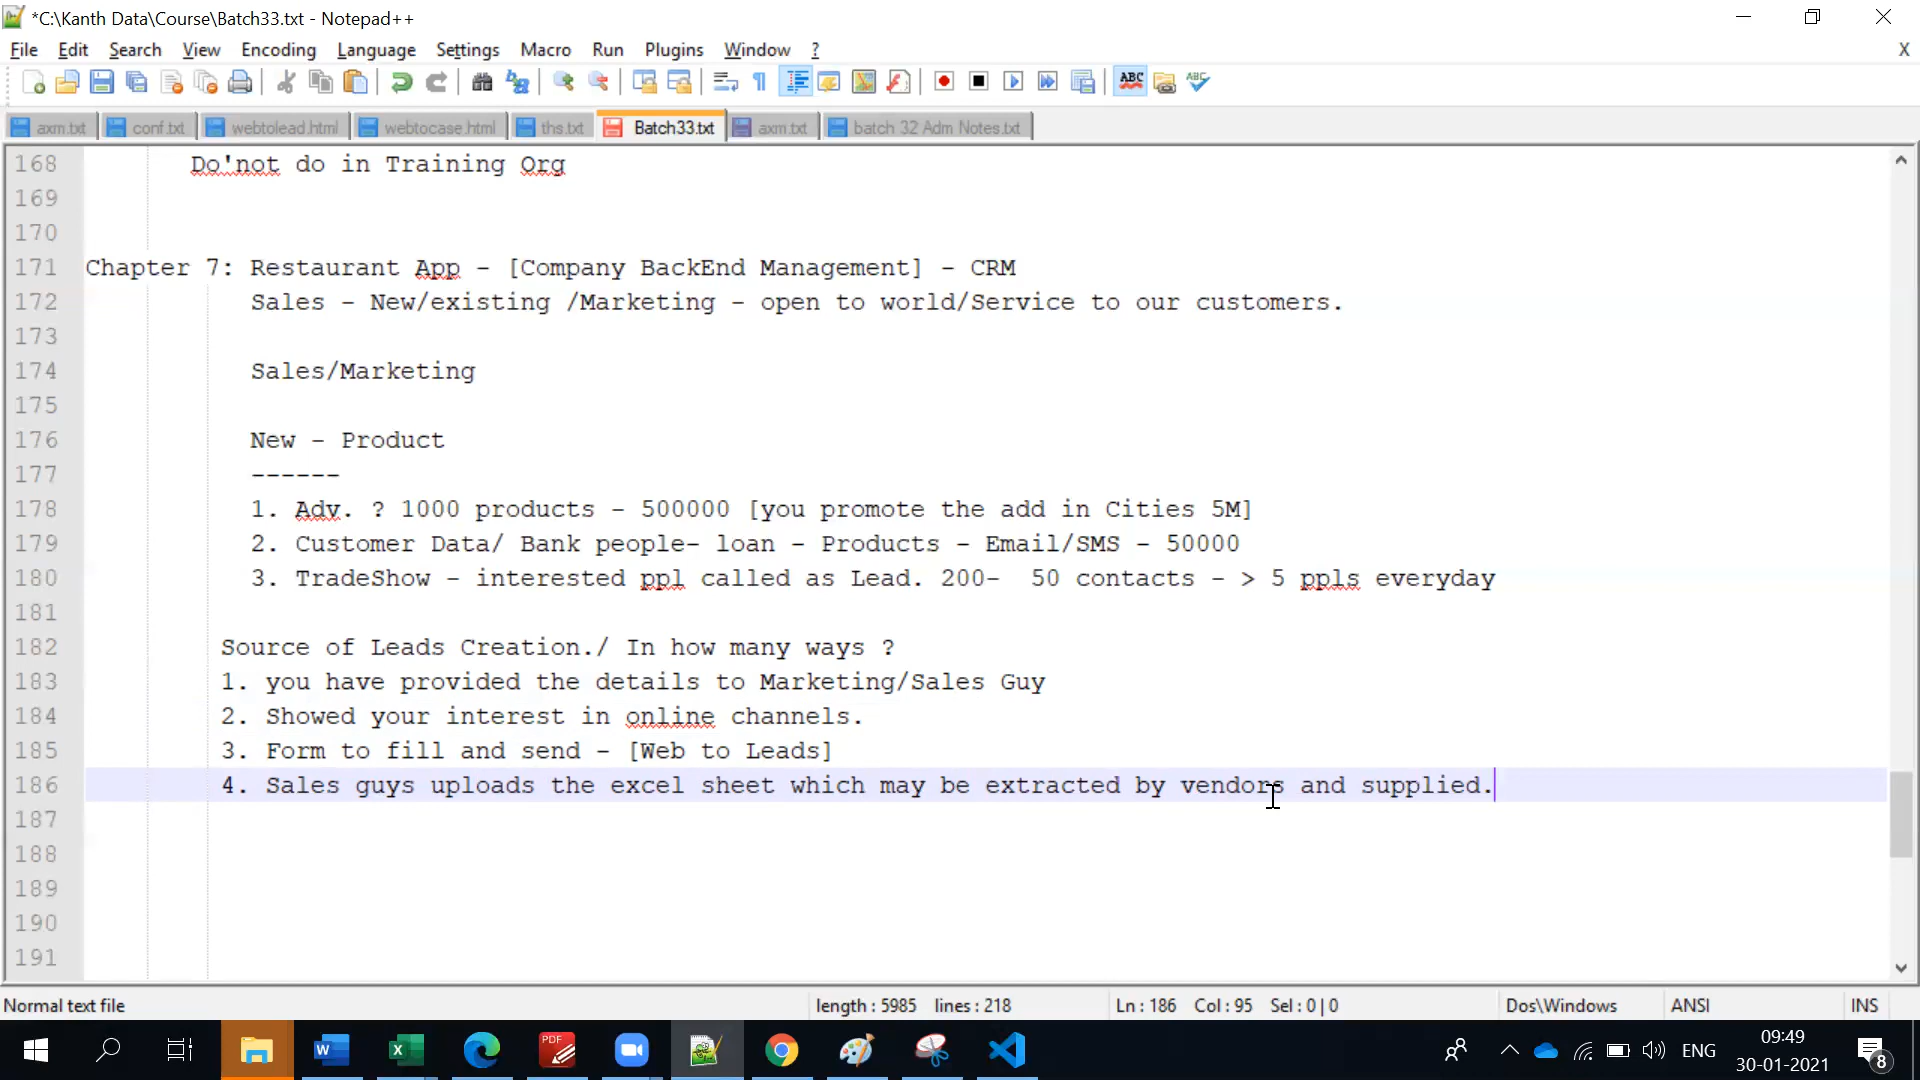 *C:\Kanth Data\Course\Batch33.txt - Notepad++
File Edit Search View Encoding Language Settings Macro Run Plugins Window ? X
ABC ABC
axm.txt conf.txt webtolead.html webtocase.html ths.txt Batch33.txt axm.txt batch 32 Adm Notes.txt
168 Do'not do in Training Org
169
170
171 Chapter 7: Restaurant App - [Company BackEnd Management] - CRM
172 Sales - New/existing /Marketing - open to world/Service to our customers.
173
174 Sales/Marketing
175
176 New - Product
177 ------
178 1. Adv. ? 1000 products - 500000 [you promote the add in Cities 5M]
179 2. Customer Data/ Bank people- loan - Products - Email/SMS - 50000
180 3. TradeShow - interested ppl called as Lead. 200-  50 contacts - > 5 ppls everyday
181
182 Source of Leads Creation./ In how many ways ?
183 1. you have provided the details to Marketing/Sales Guy
184 2. Showed your interest in online channels.
185 3. Form to fill and send - [Web to Leads]
186 4. Sales guys uploads the excel sheet which may be extracted by vendors and supplied.
187
188
189
190
191
Normal text file length : 5985 lines : 218 Ln : 186 Col : 95 Sel : 0 | 0 Dos\Windows ANSI INS
W X PDF ENG 09:49
30-01-2021 8